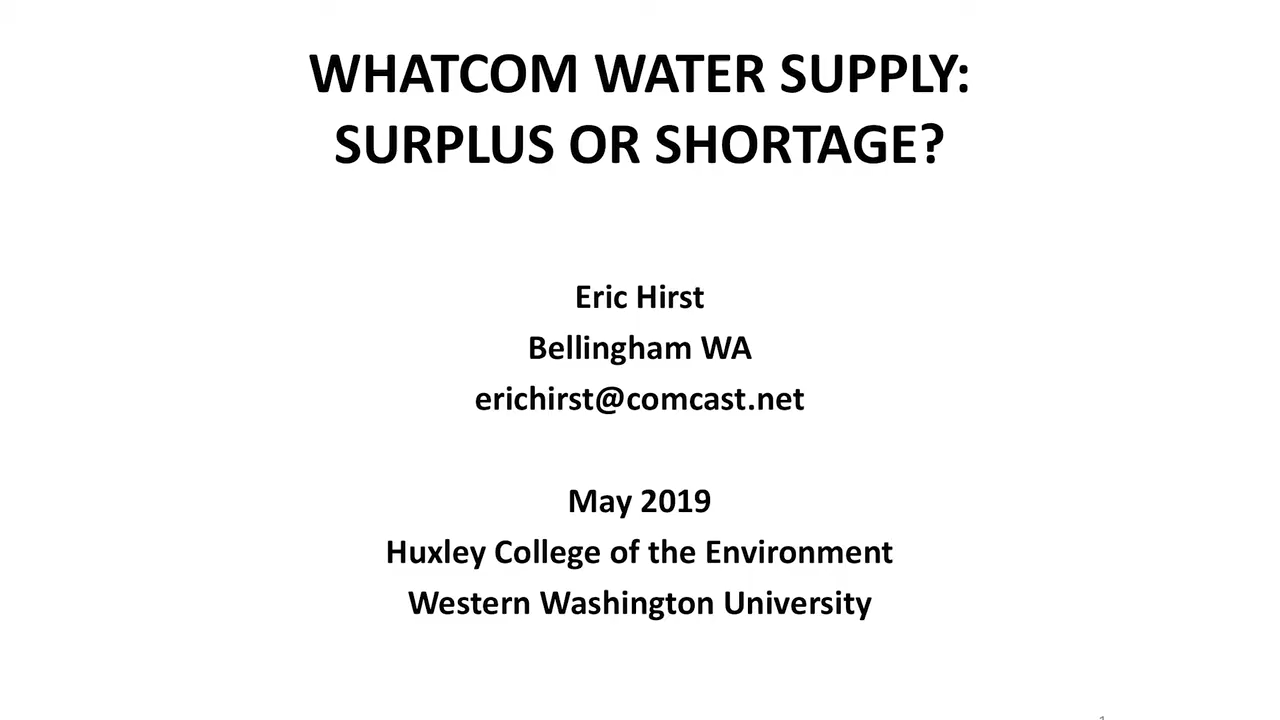 WHATCOM WATER SUPPLY:
SURPLUS OR SHORTAGE?
Eric Hirst
Bellingham WA
erichirst@comcast.net
May 2019
Huxley College of the Environment
Western Washington University